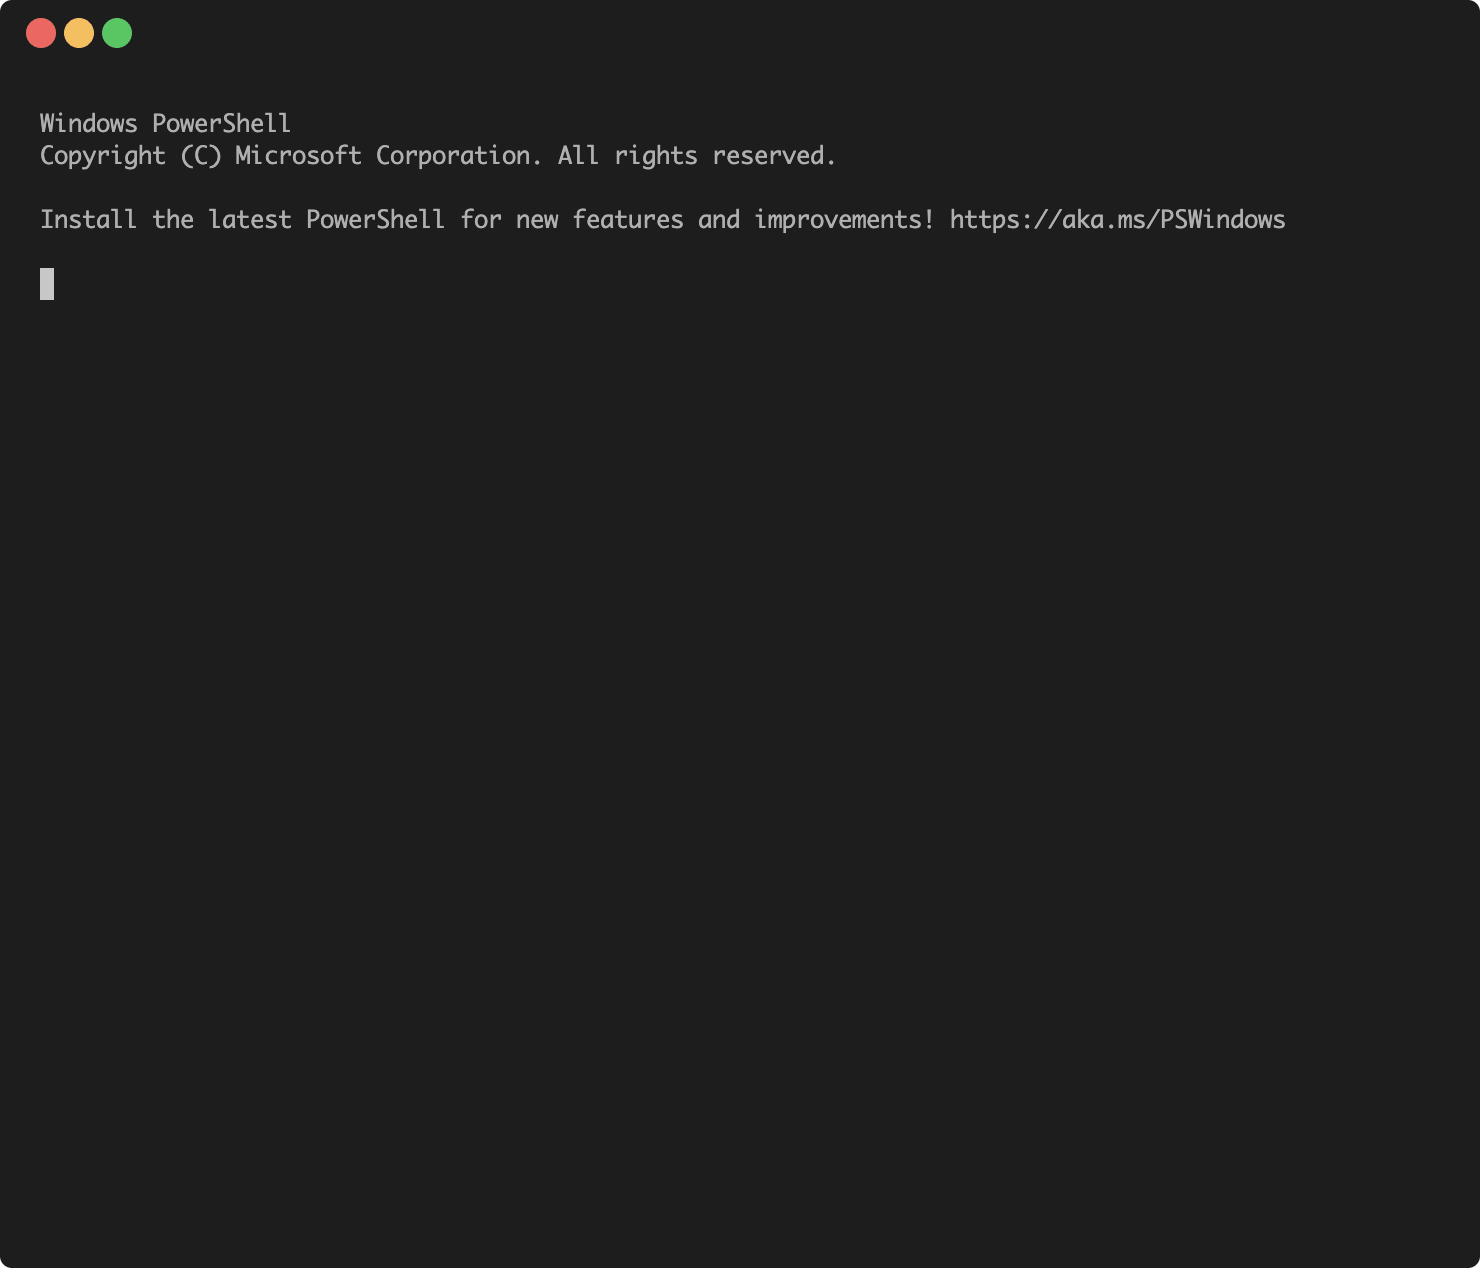 Windows PowerShell
Copyright (C) Microsoft Corporation. All rights reserved.
Install the latest PowerShell for new features and improvements! https://aka.ms/PSWindows